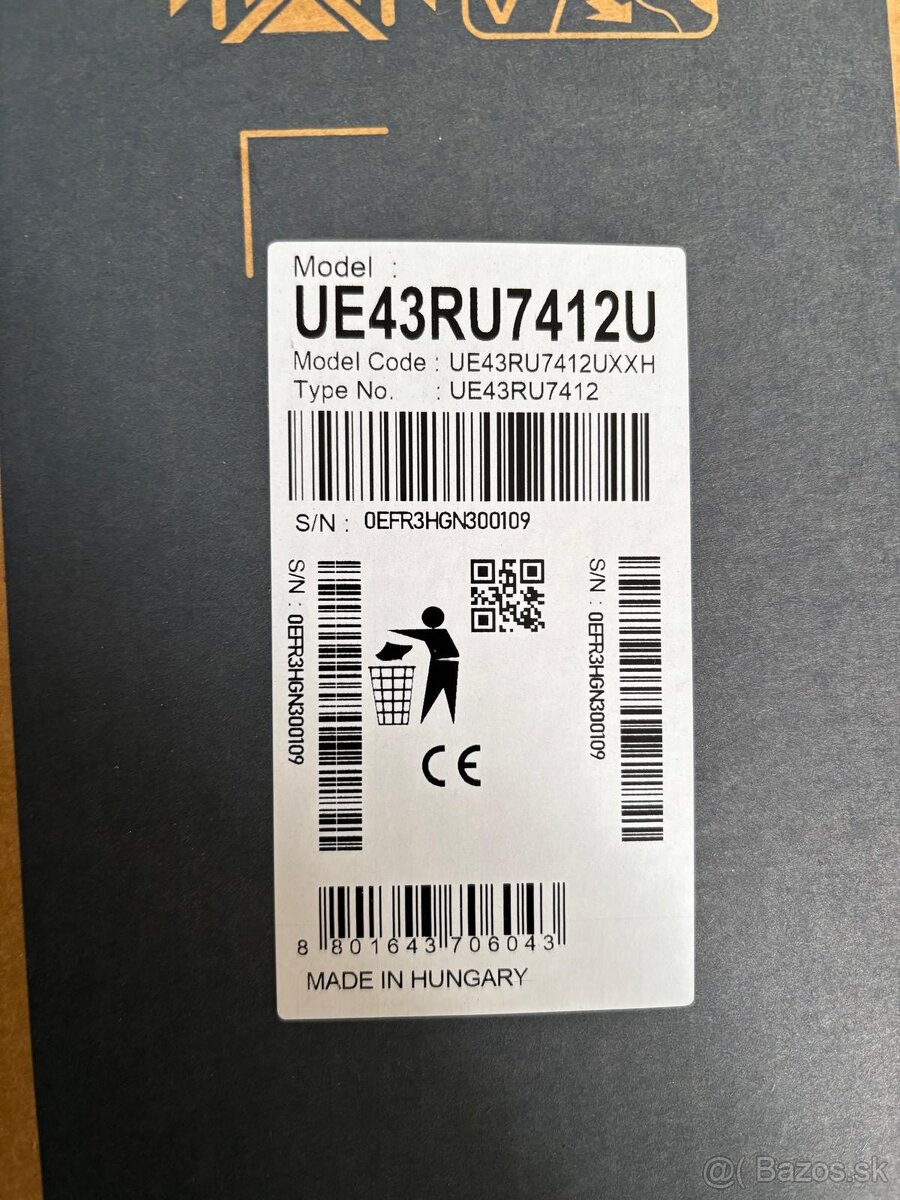 Model :
UE43RU7412U
Model Code : UE43RU7412UXXH
Type No. : UE43RU7412
S/N : 0EFR3HGN300109
S/N : 0EFR3HGN300109
S/N : 0EFR3HGN300109
CE
8 801643 706043
MADE IN HUNGARY
@( Bazos.sk